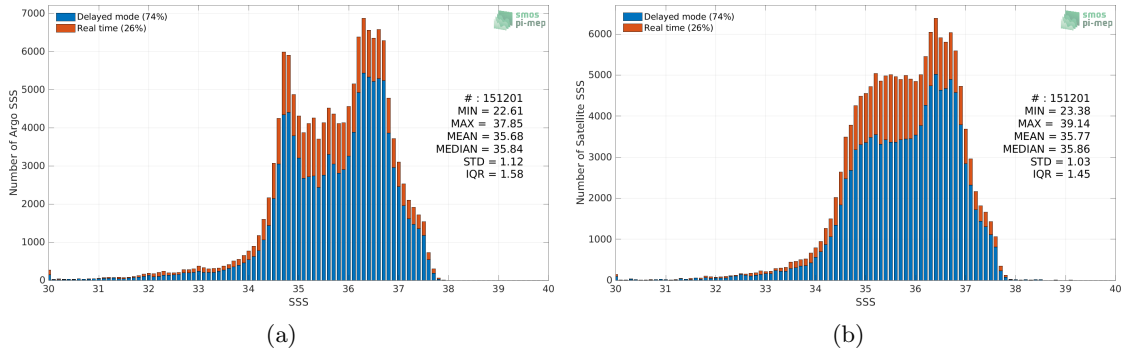 Delayed mode (74%)
Real time (26%)
smos
pi-mep
Number of Argo SSS
7000
6000
5000
4000
3000
2000
1000
0
# : 151201
MIN = 22.61
MAX = 37.85
MEAN = 35.68
MEDIAN = 35.84
STD = 1.12
IQR = 1.58
30 31 32 33 34 35 36 37 38 39 40
SSS
(a)
Delayed mode (74%)
Real time (26%)
smos
pi-mep
Number of Satellite SSS
6000
5000
4000
3000
2000
1000
0
# : 151201
MIN = 23.38
MAX = 39.14
MEAN = 35.77
MEDIAN = 35.86
STD = 1.03
IQR = 1.45
30 31 32 33 34 35 36 37 38 39 40
SSS
(b)